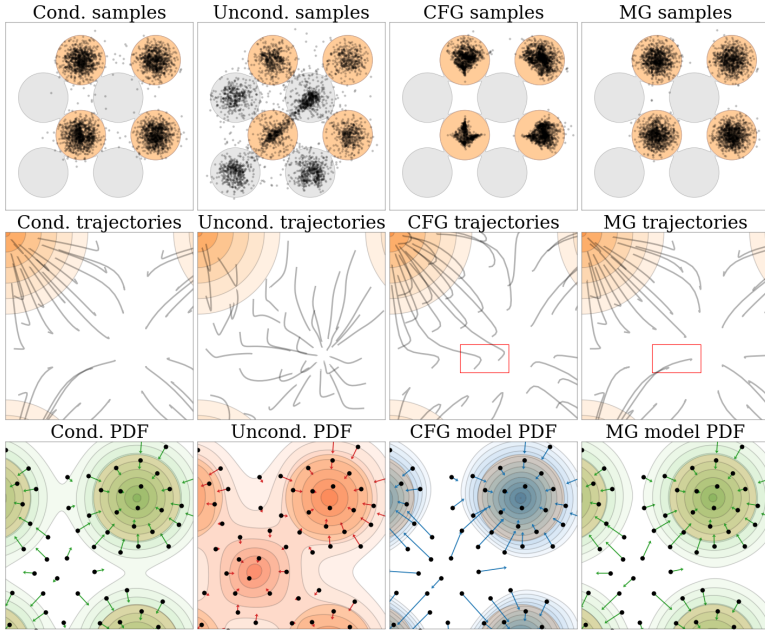 Cond. samples
Uncond. samples
CFG samples
MG samples
Cond. trajectories
Uncond. trajectories
CFG trajectories
MG trajectories
Cond. PDF
Uncond. PDF
CFG model PDF
MG model PDF